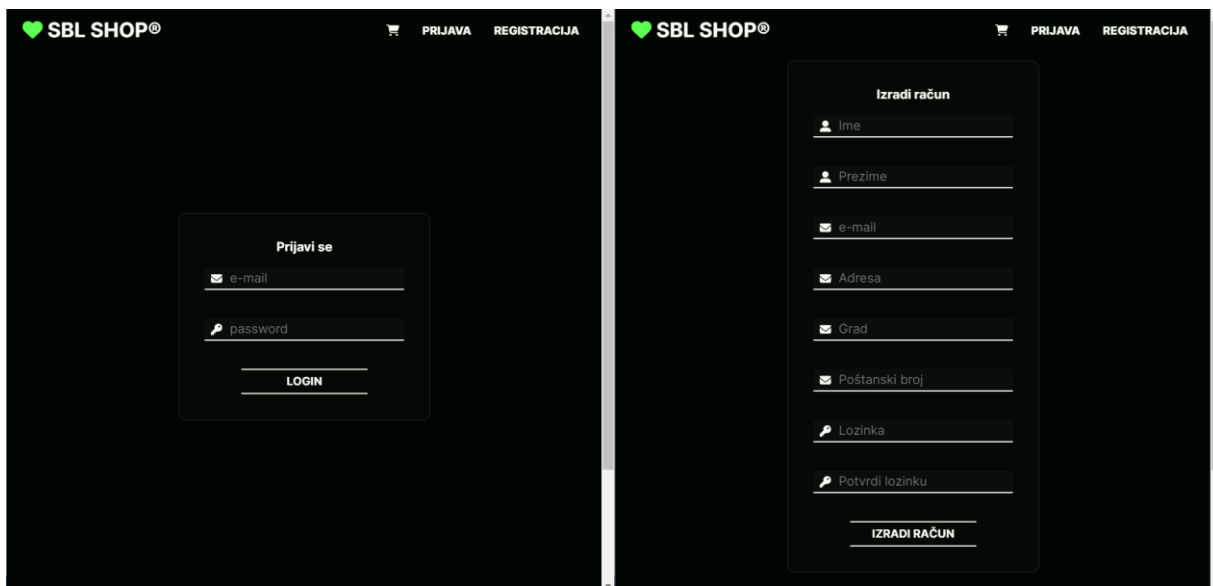 SBL SHOP®
PRIJAVA REGISTRACIJA
Prijavi se
e-mail
password
LOGIN
SBL SHOP®
PRIJAVA REGISTRACIJA
Izradi račun
Ime
Prezime
e-mail
Adresa
Grad
Poštanski broj
Lozinka
Potvrdi lozinku
IZRADI RAČUN